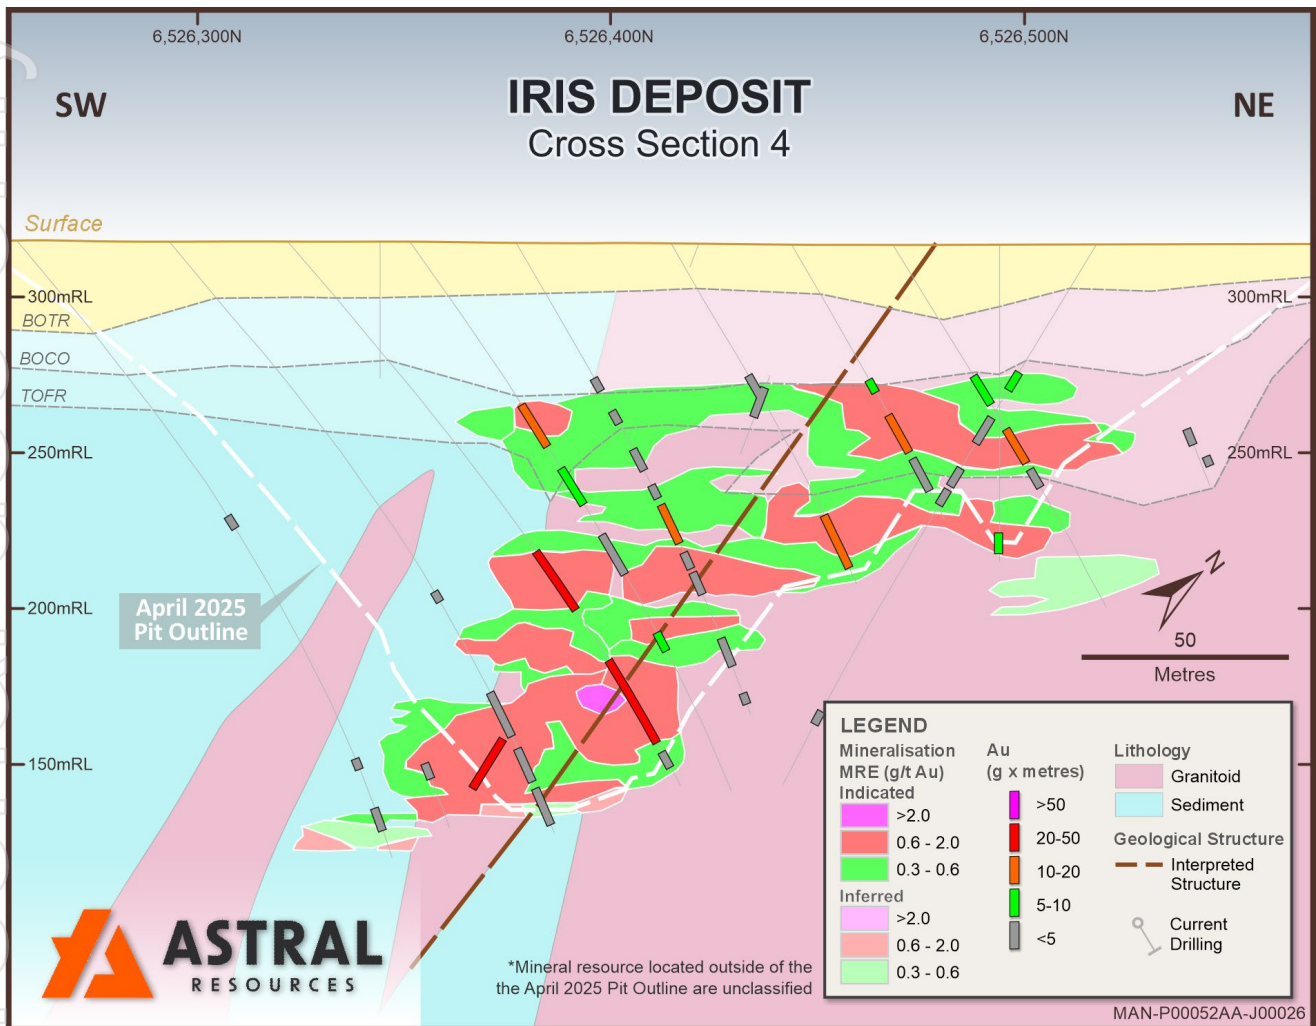 6,526,300N
6,526,400N
6,526,500N
SW
IRIS DEPOSIT
NE
Cross Section 4
Surface
300mRL
300mRL
BOTR
BOCO
TOFR
250mRL
250mRL
200mRL
April 2025
Pit Outline
N
50
Metres
150mRL
LEGEND
Mineralisation
MRE (g/t Au)
Indicated
>2.0
0.6 - 2.0
0.3 - 0.6
Inferred
>2.0
0.6 - 2.0
0.3 - 0.6
Au
(g x metres)
>50
20-50
10-20
5-10
<5
Lithology
Granitoid
Sediment
Geological Structure
Interpreted
Structure
Current
Drilling
ASTRAL
RESOURCES
*Mineral resource located outside of the
the April 2025 Pit Outline are unclassified
MAN-P00052AA-J00026